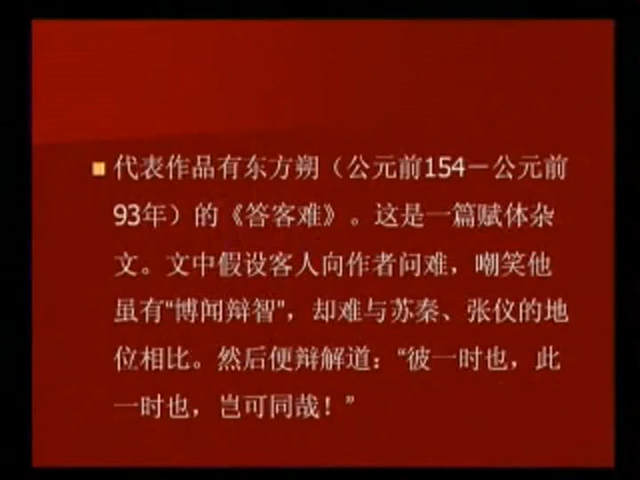 代表作品有东方朔（公元前154－公元前
93年）的《答客难》。这是一篇赋体杂
文。文中假设客人向作者问难，嘲笑他
虽有“博闻辩智”，却难与苏秦、张仪的地
位相比。然后便辩解道：“彼一时也，此
一时也，岂可同哉！”